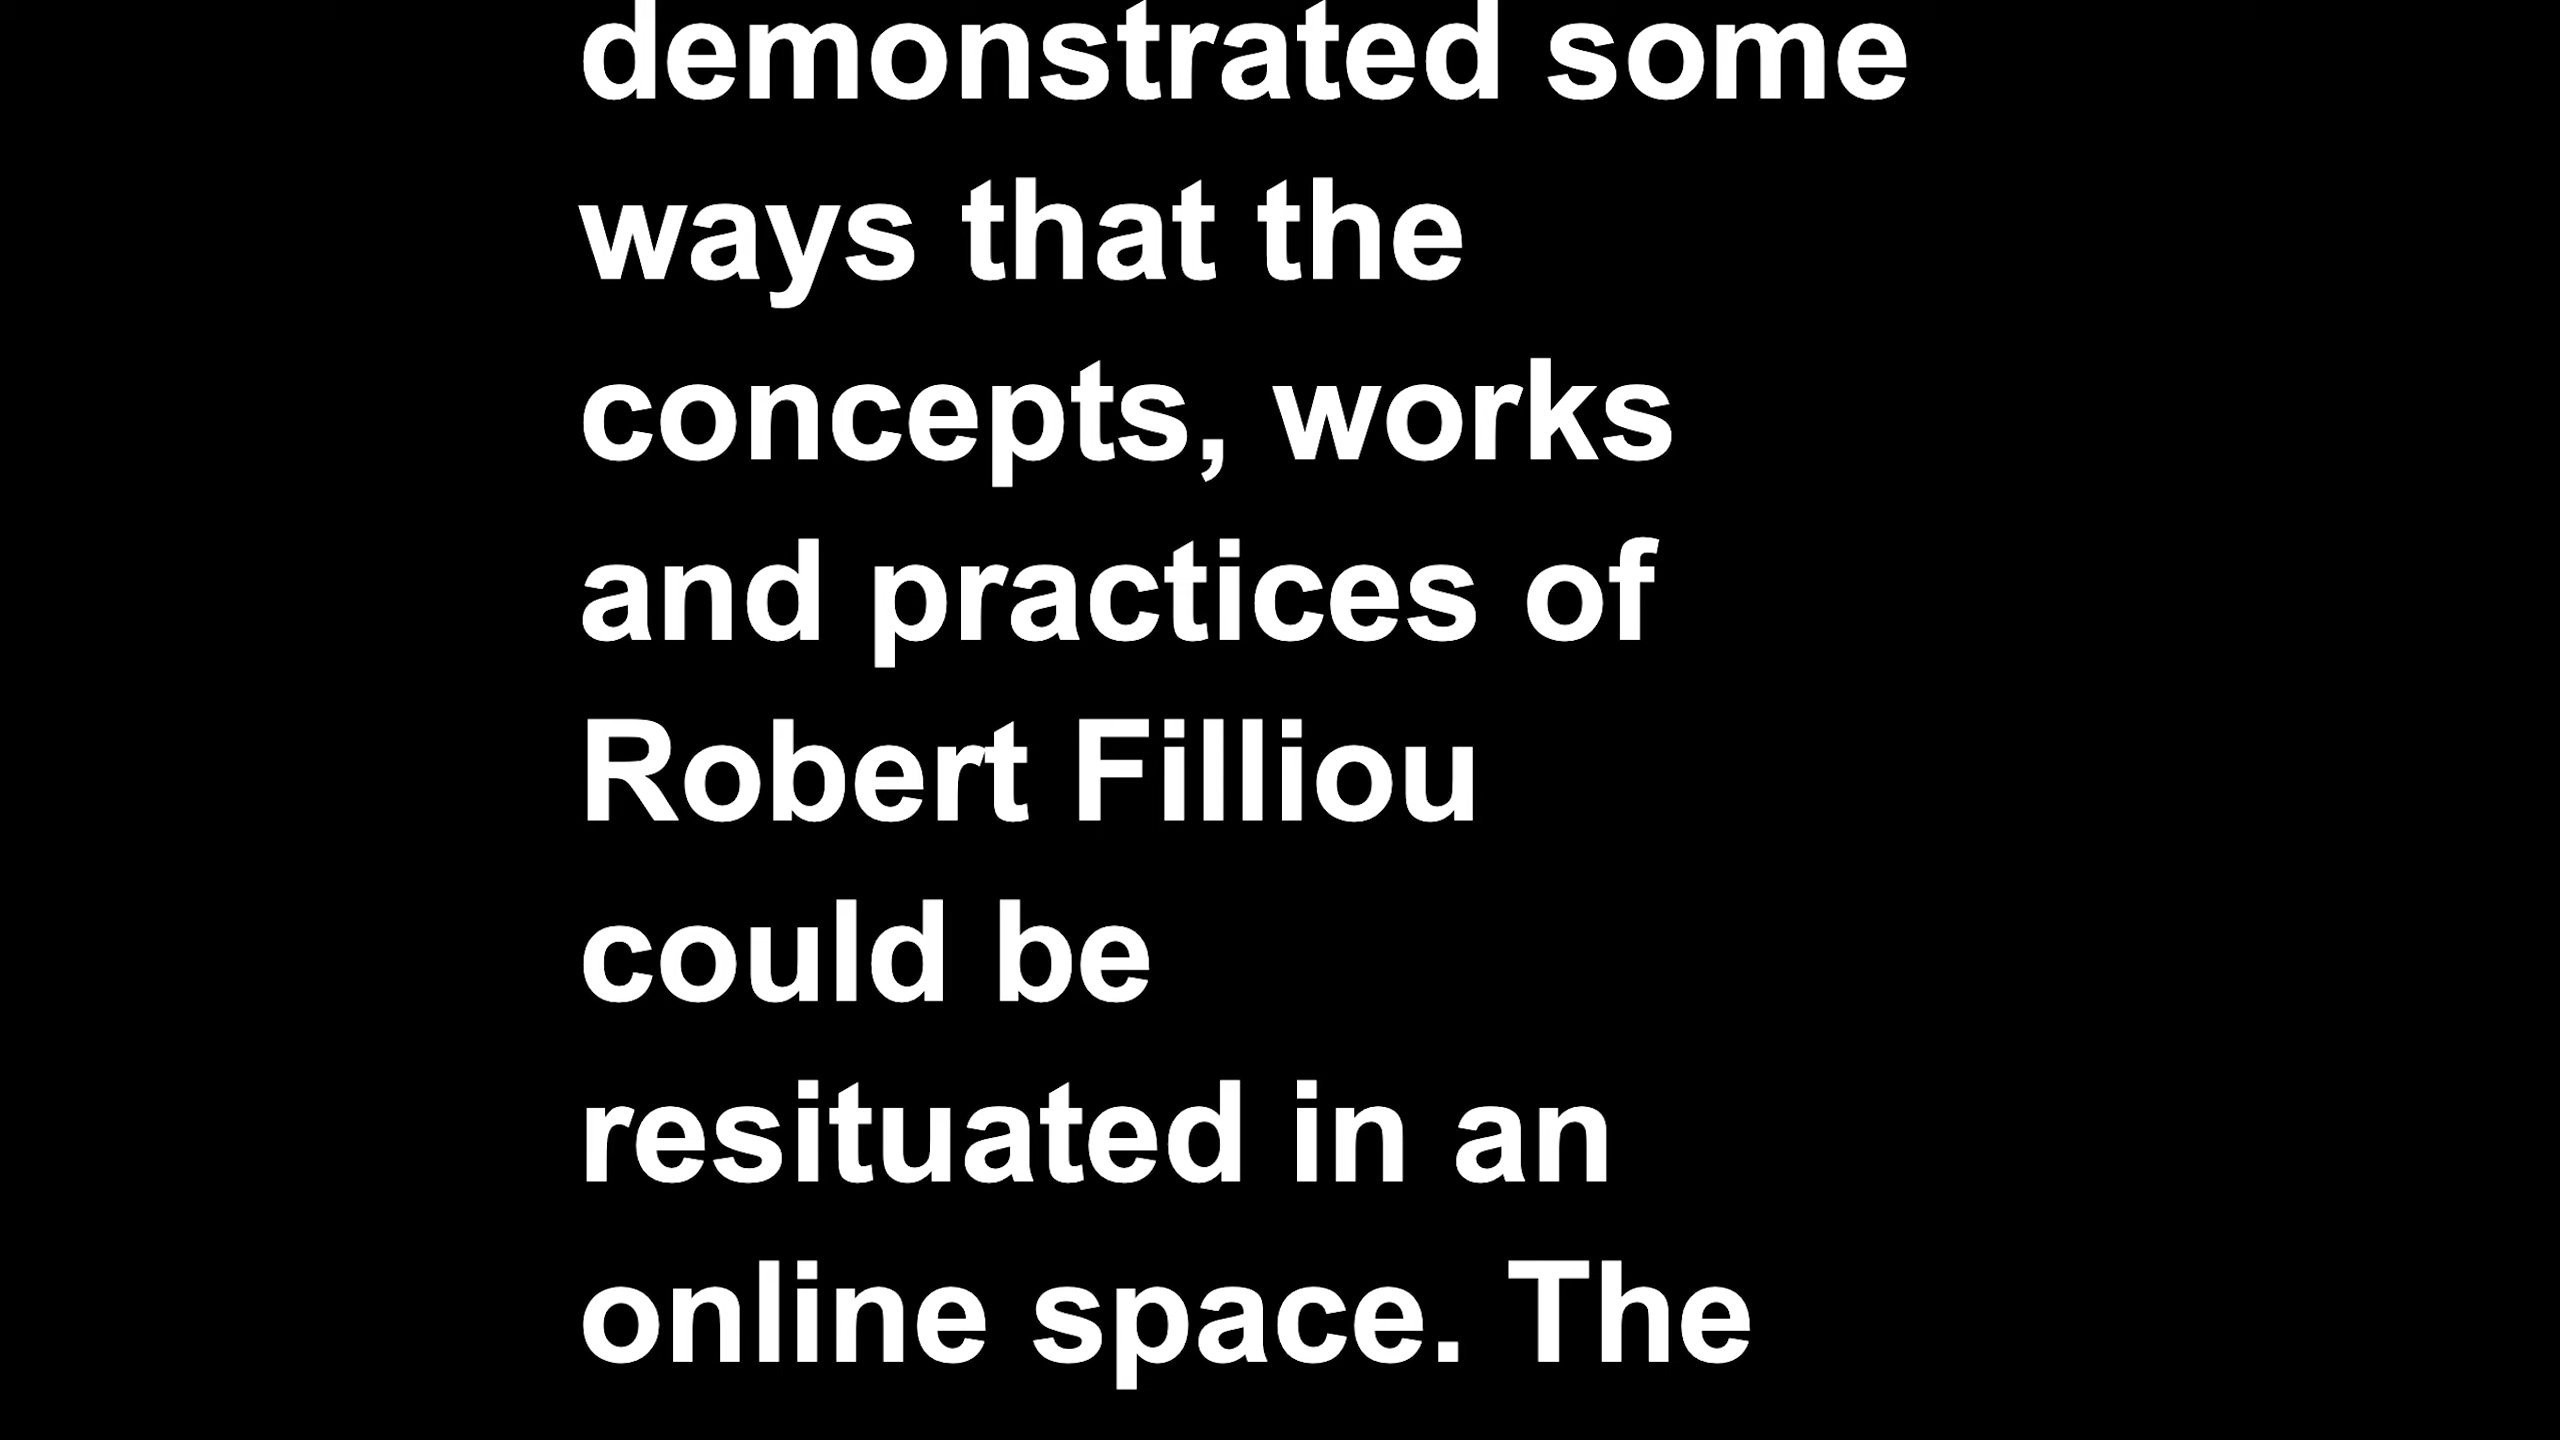 demonstrated some
ways that the
concepts, works
and practices of
Robert Filliou
could be
resituated in an
online space. The